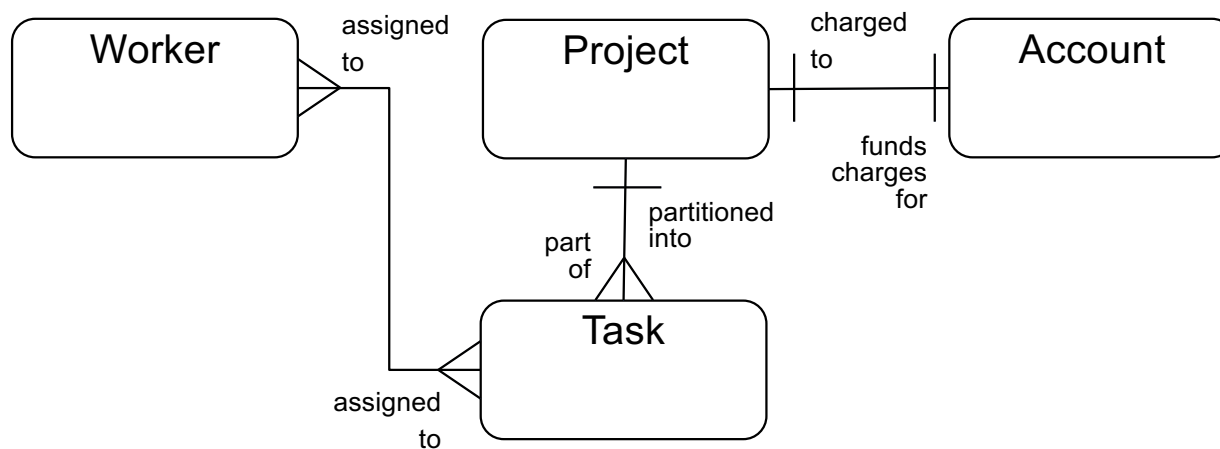 Worker
assigned
to
Project
charged
to
Account
funds
charges
for
partitioned
into
part
of
Task
assigned
to